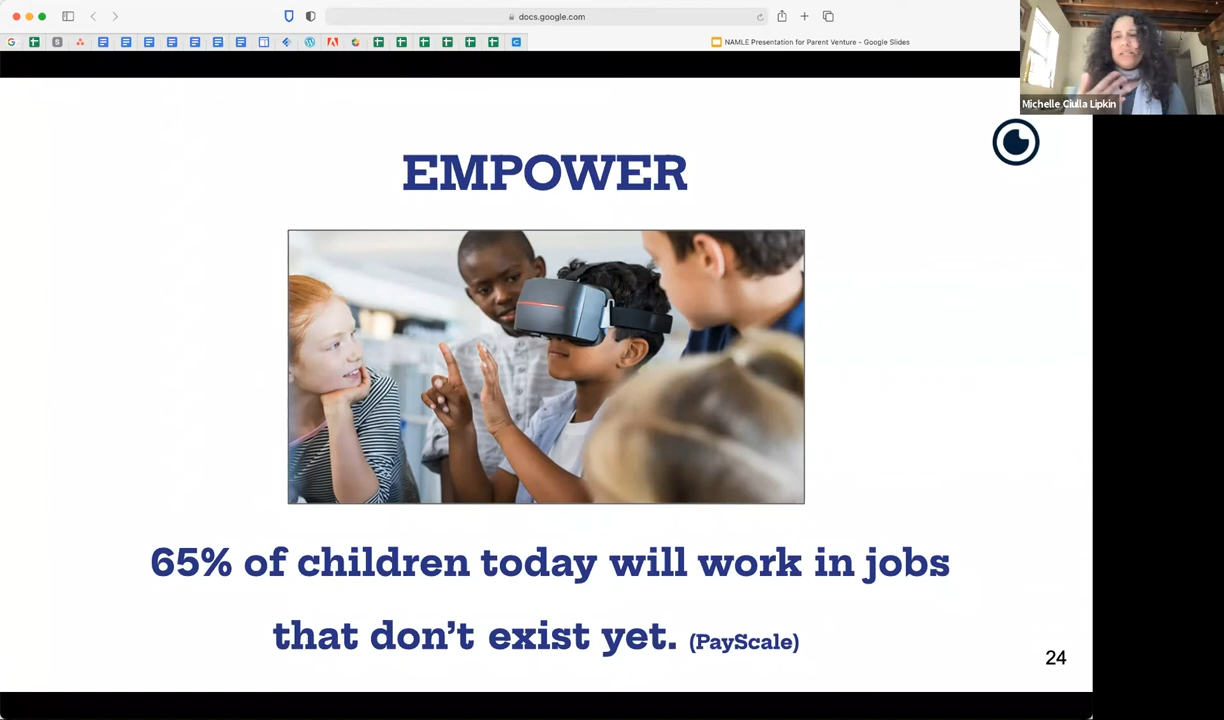 docs.google.com
NAMLE Presentation for Parent Venture - Google Slides
Michelle Ciulla Lipkin
EMPOWER
65% of children today will work in jobs
that don't exist yet. (PayScale)
24